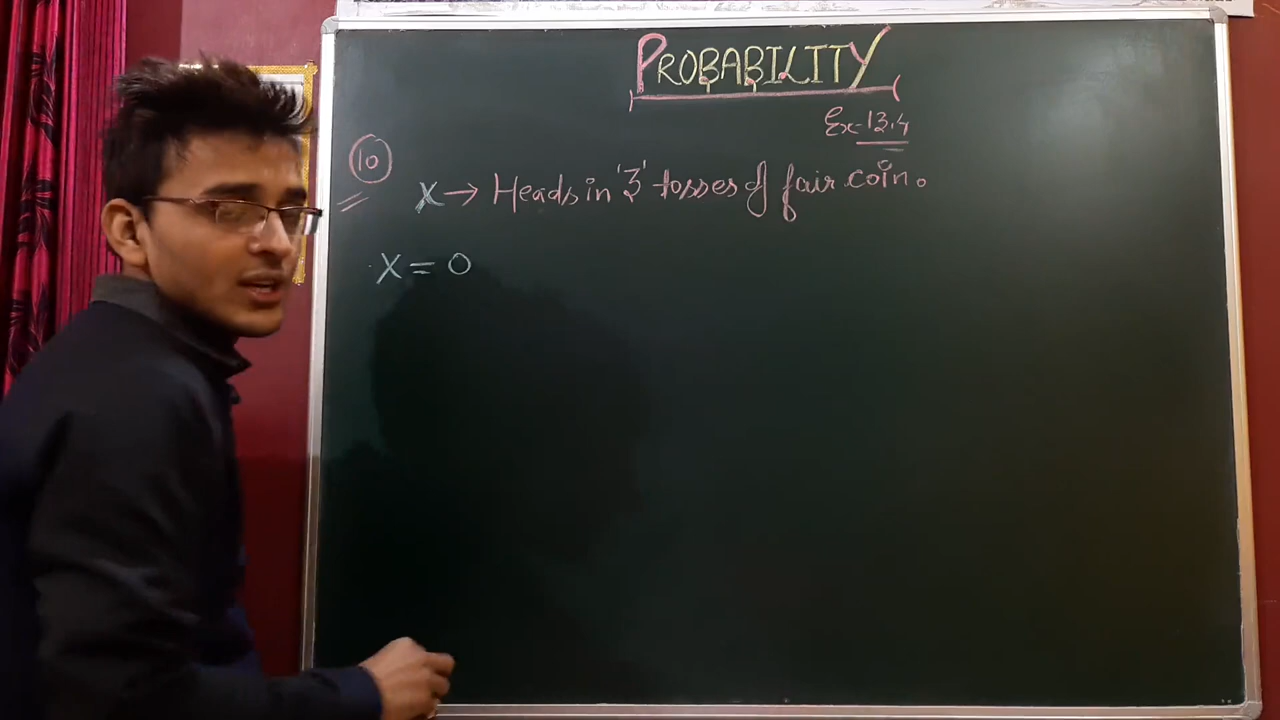 PROBABILITY
Ex-13.4
10
X → Heads in '3' tosses of fair coin.
X = 0